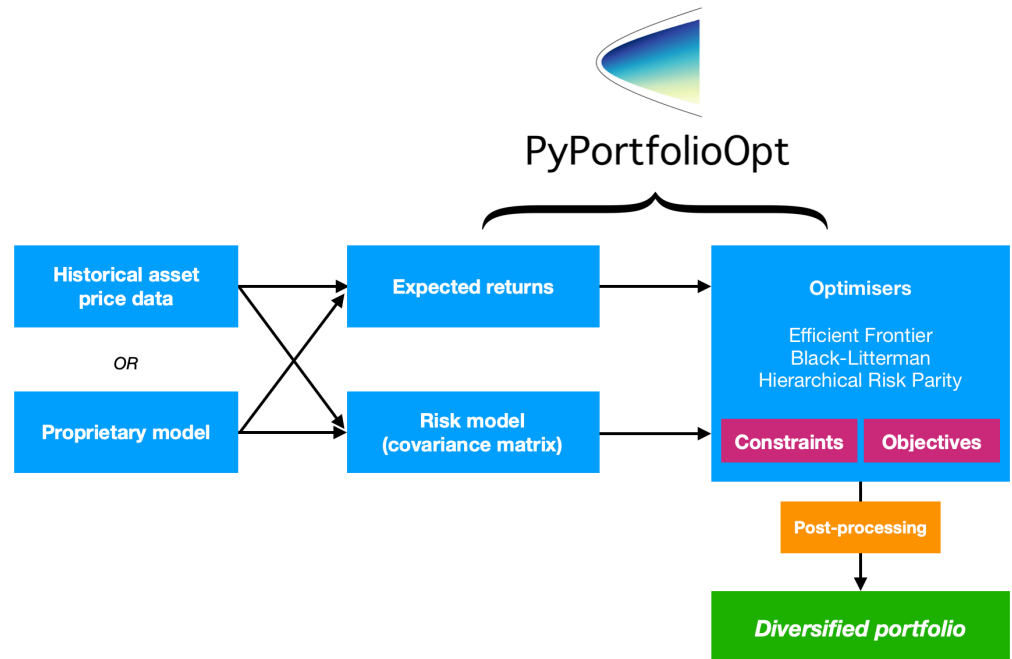 PyPortfolioOpt
Historical asset
price data
OR
Proprietary model
Expected returns
Risk model
(covariance matrix)
Optimisers
Efficient Frontier
Black-Litterman
Hierarchical Risk Parity
Constraints
Objectives
Post-processing
Diversified portfolio